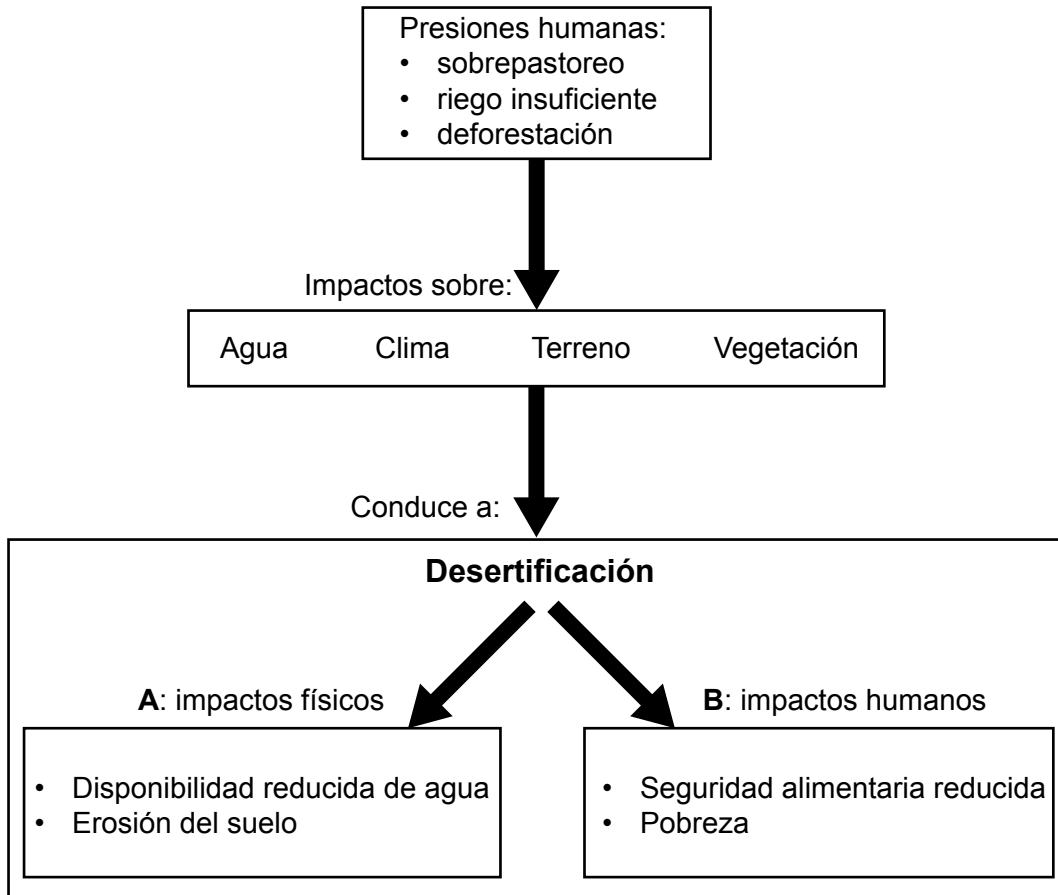 Presiones humanas:
• sobrepastoreo
• riego insuficiente
• deforestación
Impactos sobre:
Agua Clima Terreno Vegetación
Conduce a:
Desertificación
A: impactos físicos
• Disponibilidad reducida de agua
• Erosión del suelo
B: impactos humanos
• Seguridad alimentaria reducida
• Pobreza